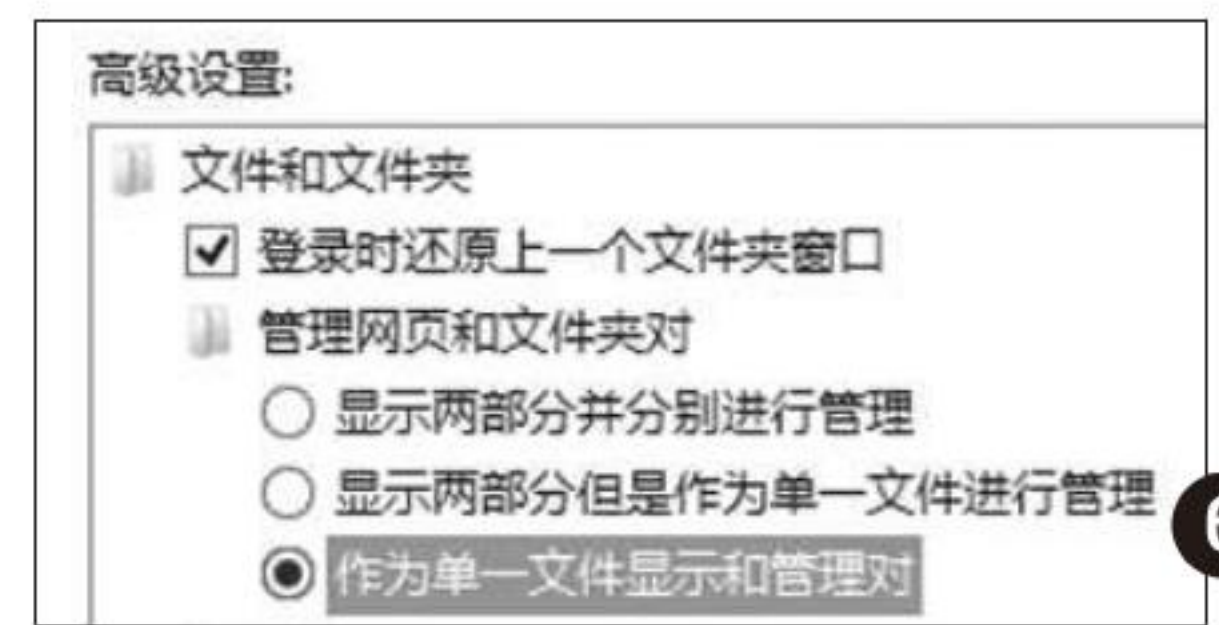 高级设置:
文件和文件夹
登录时还原上一个文件夹窗口
管理网页和文件夹对
显示两部分并分别进行管理
显示两部分但是作为单一文件进行管理
作为单一文件显示和管理对